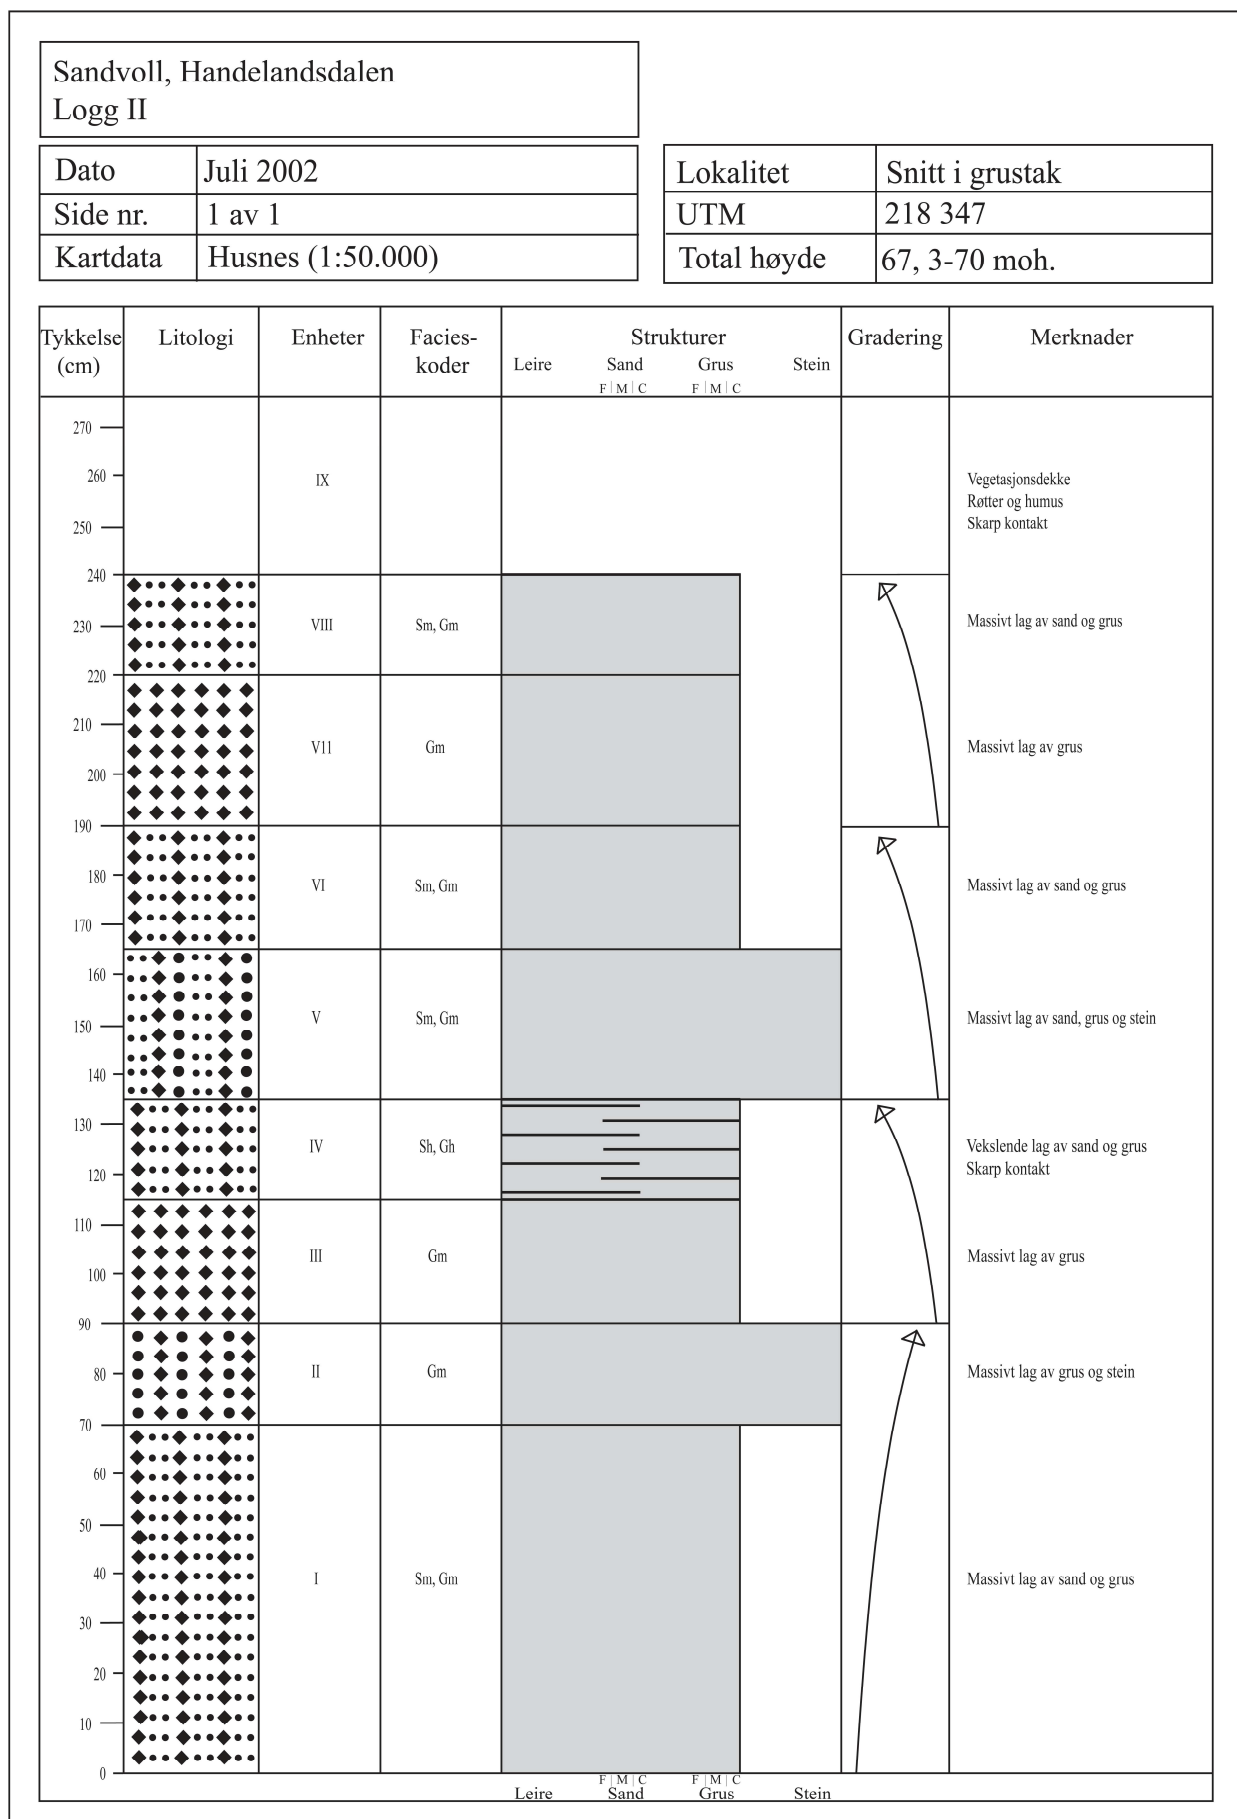 Sandvoll, Handelandsdalen
Logg II
Dato Juli 2002
Side nr. 1 av 1
Kartdata Husnes (1:50.000)
Lokalitet Snitt i grustak
UTM 218 347
Total høyde 67, 3-70 moh.
Tykkelse (cm) Litologi Enheter Facies-koder Strukturer Gradering Merknader
Leire Sand Grus Stein
F M C F M C
270
260 IX Vegetasjonsdekke
Røtter og humus
250 Skarp kontakt
240
230 VIII Sm, Gm Massivt lag av sand og grus
220
210
V11 Gm Massivt lag av grus
200
190
180 VI Sm, Gm Massivt lag av sand og grus
170
160
150 V Sm, Gm Massivt lag av sand, grus og stein
140
130
IV Sh, Gh Vekslende lag av sand og grus
120 Skarp kontakt
110
III Gm Massivt lag av grus
100
90
80 II Gm Massivt lag av grus og stein
70
60
50
40 I Sm, Gm Massivt lag av sand og grus
30
20
10
0
F M C F M C
Leire Sand Grus Stein